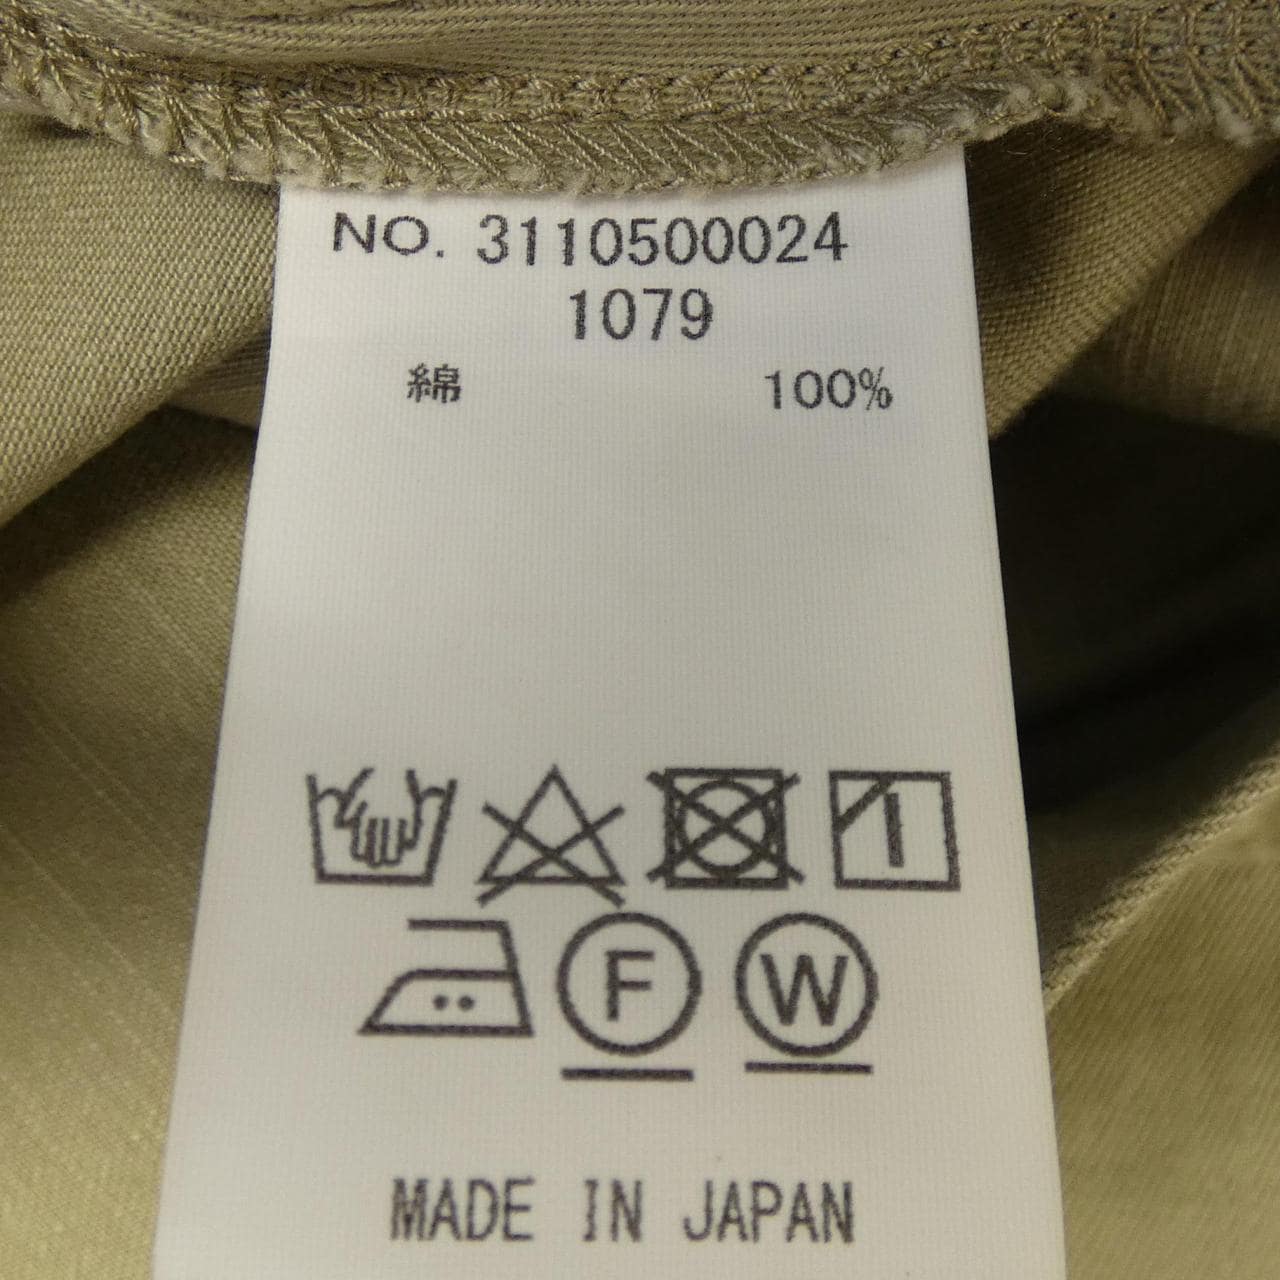 NO. 3110500024
1079
綿 100%
F W
MADE IN JAPAN